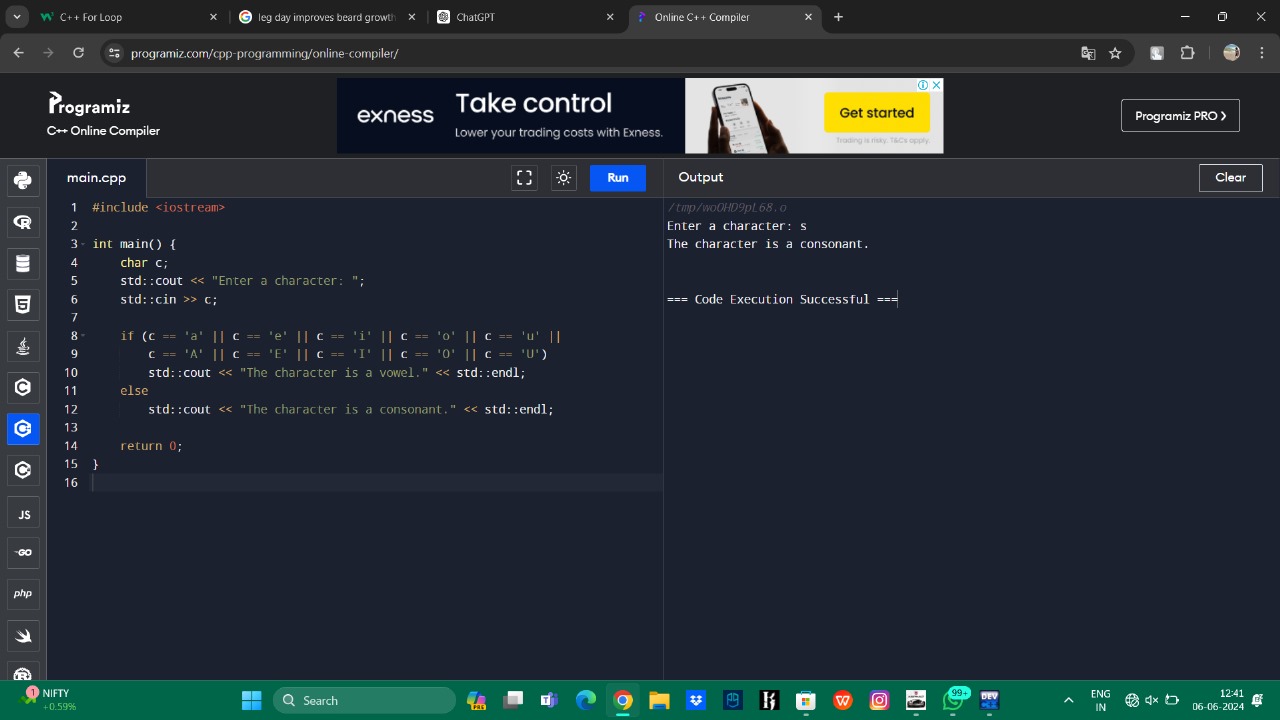 C++ For Loop
leg day improves beard growth
ChatGPT
Online C++ Compiler
programiz.com/cpp-programming/online-compiler/
Programiz
C++ Online Compiler
exness
Take control
Lower your trading costs with Exness.
Get started
Trading is risky. T&Cs apply.
Programiz PRO
main.cpp
Run
Output
Clear
1 #include <iostream>
2
3 int main() {
4 char c;
5 std::cout << "Enter a character: ";
6 std::cin >> c;
7
8 if (c == 'a' || c == 'e' || c == 'i' || c == 'o' || c == 'u' ||
9 c == 'A' || c == 'E' || c == 'I' || c == 'O' || c == 'U')
10 std::cout << "The character is a vowel." << std::endl;
11 else
12 std::cout << "The character is a consonant." << std::endl;
13
14 return 0;
15 }
16
/tmp/woOHD9pL68.o
Enter a character: s
The character is a consonant.
=== Code Execution Successful ===
JS
GO
php
1
NIFTY
+0.59%
Search
99+
DEV
ENG
IN
12:41
06-06-2024